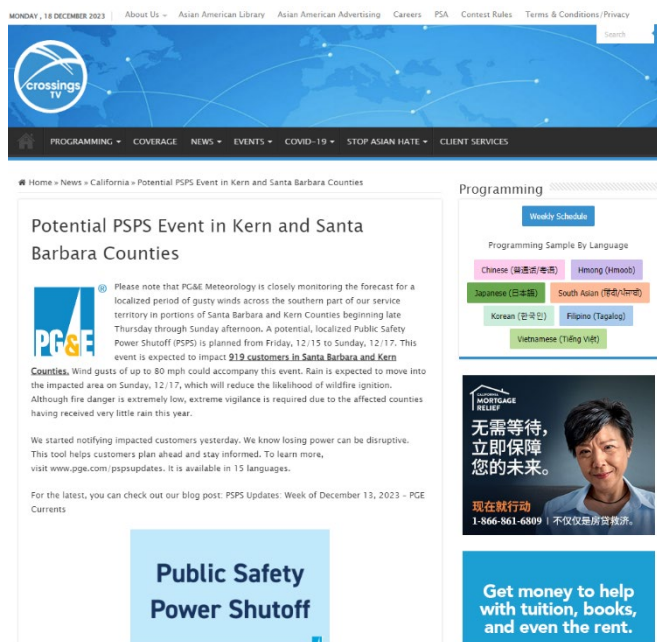 MONDAY , 18 DECEMBER 2023
About Us
Asian American Library
Asian American Advertising
Careers
PSA
Contest Rules
Terms & Conditions/Privacy
Search
crossings
TV
PROGRAMMING
COVERAGE
NEWS
EVENTS
COVID-19
STOP ASIAN HATE
CLIENT SERVICES
Home » News » California » Potential PSPS Event in Kern and Santa Barbara Counties
Potential PSPS Event in Kern and Santa
Barbara Counties
PG&E
®
Please note that PG&E Meteorology is closely monitoring the forecast for a
localized period of gusty winds across the southern part of our service
territory in portions of Santa Barbara and Kern Counties beginning late
Thursday through Sunday afternoon. A potential, localized Public Safety
Power Shutoff (PSPS) is planned from Friday, 12/15 to Sunday, 12/17. This
event is expected to impact 919 customers in Santa Barbara and Kern
Counties. Wind gusts of up to 80 mph could accompany this event. Rain is expected to move into
the impacted area on Sunday, 12/17, which will reduce the likelihood of wildfire ignition.
Although fire danger is extremely low, extreme vigilance is required due to the affected counties
having received very little rain this year.
We started notifying impacted customers yesterday. We know losing power can be disruptive.
This tool helps customers plan ahead and stay informed. To learn more,
visit www.pge.com/pspsupdates. It is available in 15 languages.
For the latest, you can check out our blog post: PSPS Updates: Week of December 13, 2023 – PGE
Currents
Public Safety
Power Shutoff
Programming
Weekly Schedule
Programming Sample By Language
Chinese (普通话/粤语)
Hmong (Hmoob)
Japanese (日本語)
South Asian (हिंदी/ਪੰਜਾਬੀ)
Korean (한국인)
Filipino (Tagalog)
Vietnamese (Tiếng Việt)
CALIFORNIA
MORTGAGE
RELIEF
无需等待，
立即保障
您的未来。
现在就行动
1-866-861-6809 | 不仅仅是房贷救济。
Get money to help
with tuition, books,
and even the rent.